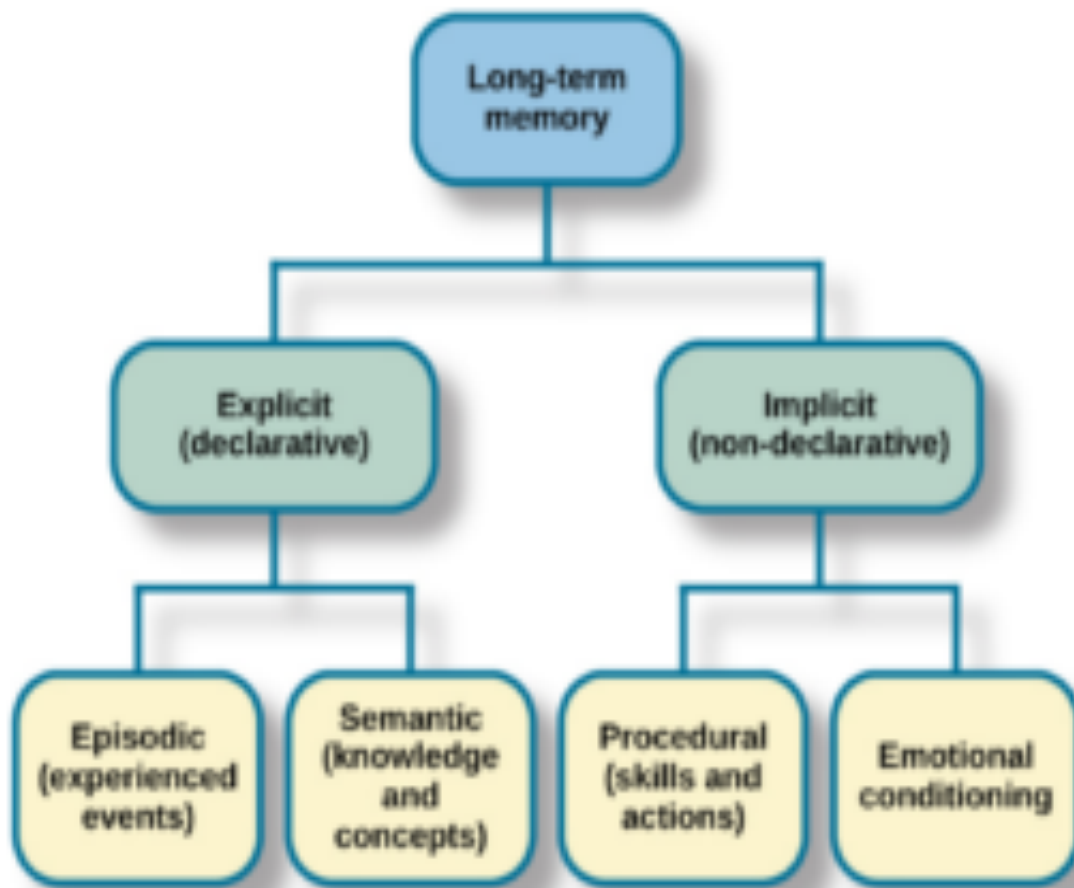 Long-term
memory
Explicit
(declarative)
Implicit
(non-declarative)
Episodic
(experienced
events)
Semantic
(knowledge
and
concepts)
Procedural
(skills and
actions)
Emotional
conditioning